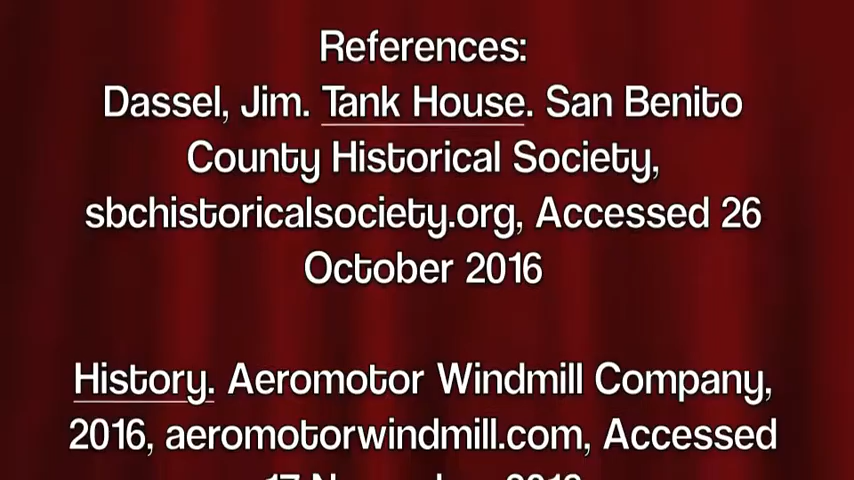 References:
Dassel, Jim. Tank House. San Benito
County Historical Society,
sbchistoricalsociety.org, Accessed 26
October 2016
History. Aeromotor Windmill Company,
2016, aeromotorwindmill.com, Accessed